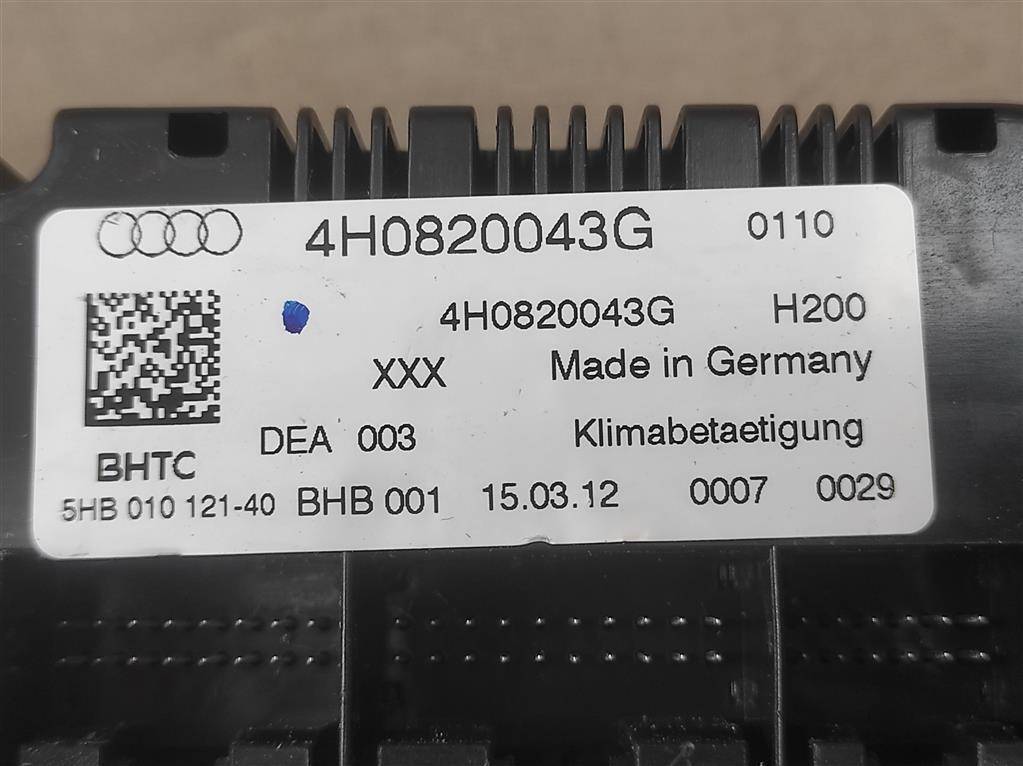 4H0820043G 0110
4H0820043G H200
XXX Made in Germany
DEA 003 Klimabetaetigung
BHTC
5HB 010 121-40 BHB 001 15.03.12 0007 0029